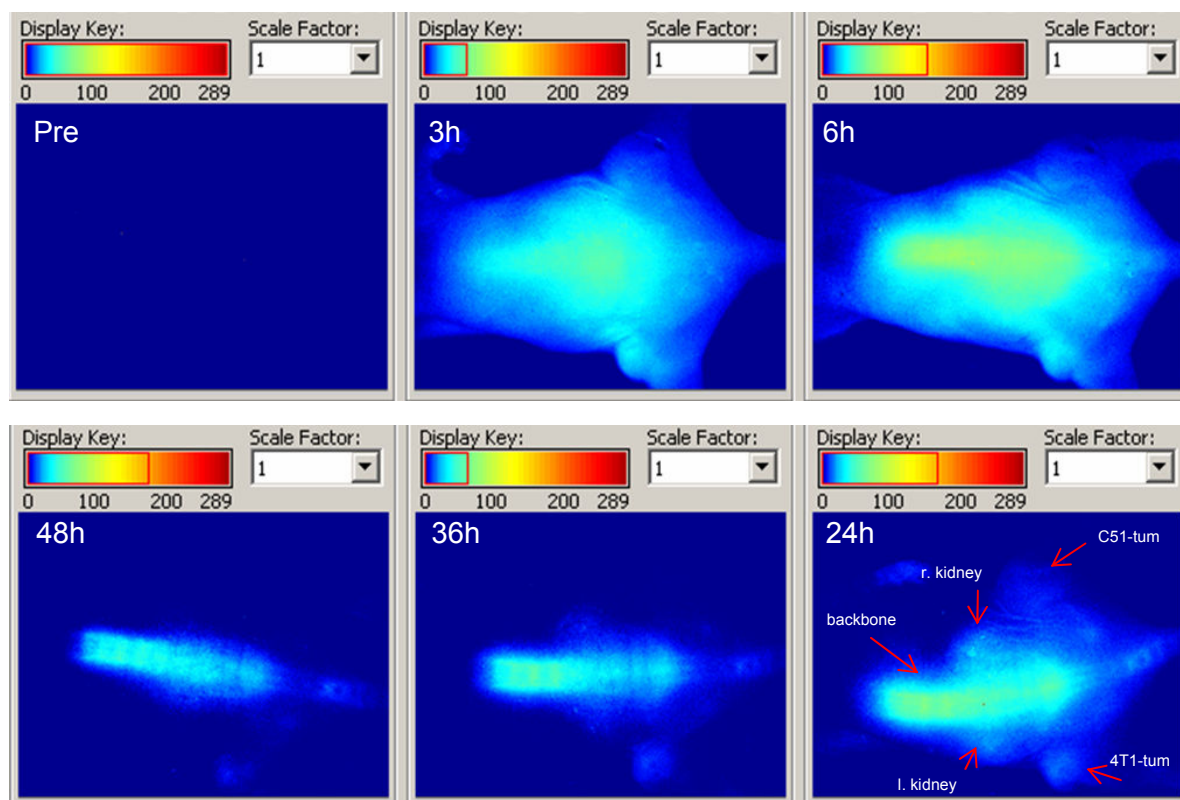 Display Key: Scale Factor:
1
0 100 200 289
Pre
Display Key: Scale Factor:
1
0 100 200 289
3h
Display Key: Scale Factor:
1
0 100 200 289
6h
Display Key: Scale Factor:
1
0 100 200 289
48h
Display Key: Scale Factor:
1
0 100 200 289
36h
Display Key: Scale Factor:
1
0 100 200 289
24h
C51-tum
r. kidney
backbone
4T1-tum
l. kidney